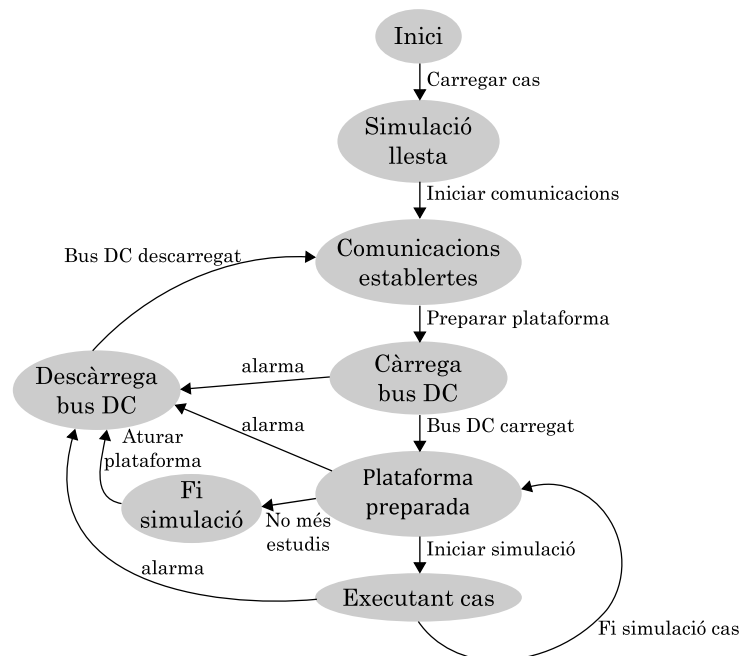 Inici
Carregar cas
Simulació
llesta
Iniciar comunicacions
Comunicacions
establertes
Bus DC descarregat
Preparar plataforma
Càrrega
bus DC
alarma
Descàrrega
bus DC
alarma
Bus DC carregat
Aturar
plataforma
Plataforma
preparada
Fi
simulació
No més
estudis
Iniciar simulació
alarma
Executant cas
Fi simulació cas